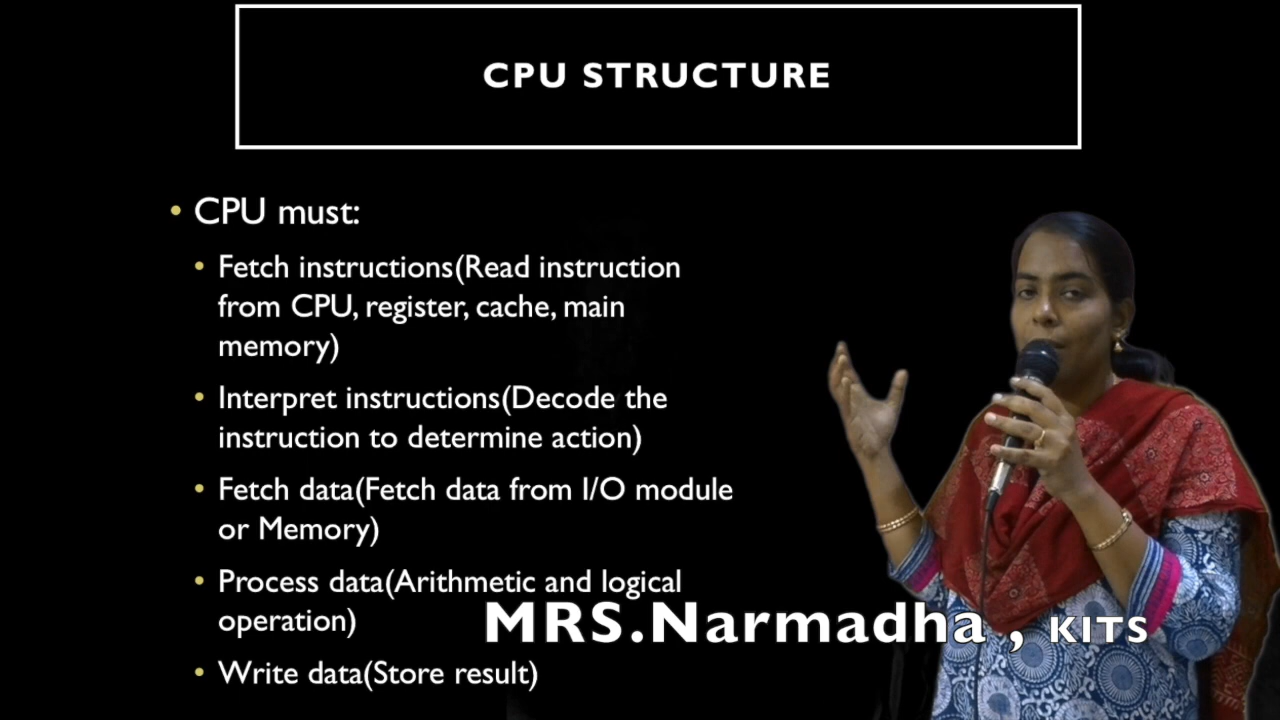 CPU STRUCTURE
• CPU must:
• Fetch instructions(Read instruction
from CPU, register, cache, main
memory)
• Interpret instructions(Decode the
instruction to determine action)
• Fetch data(Fetch data from I/O module
or Memory)
• Process data(Arithmetic and logical
operation)
MRS.Narmadha , KITS
• Write data(Store result)